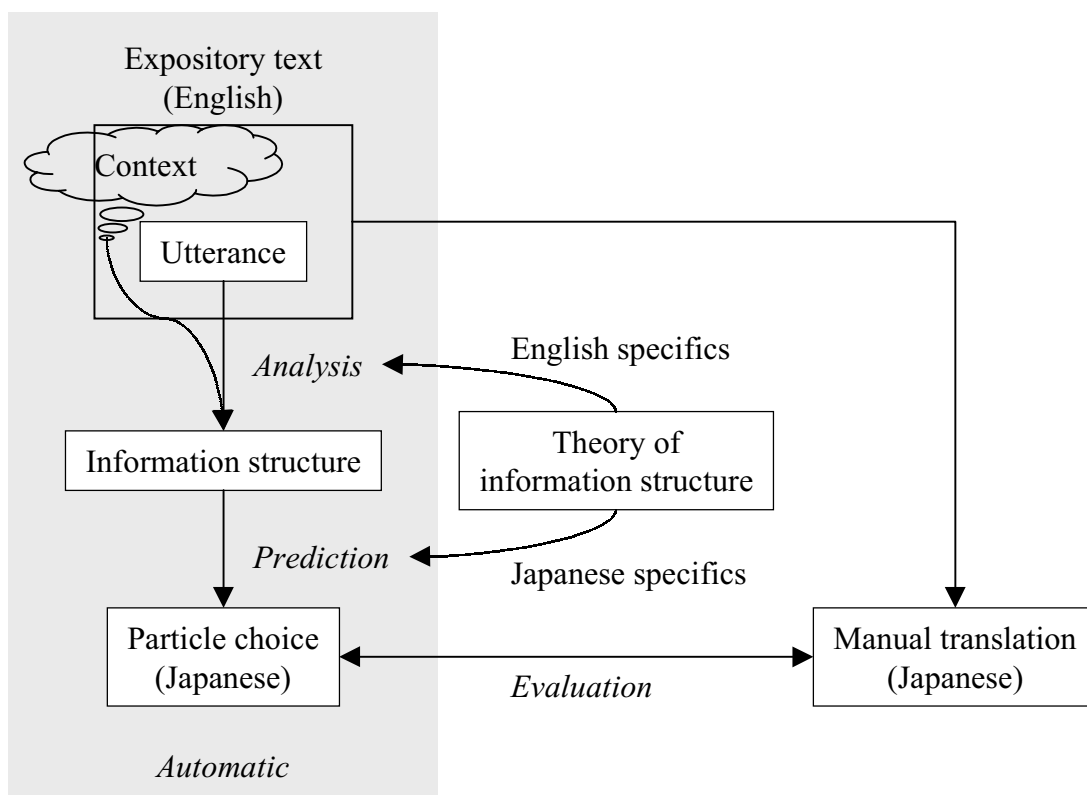 Expository text
(English)
Context
Utterance
English specifics
Analysis
Information structure
Theory of
information structure
Prediction
Japanese specifics
Particle choice
(Japanese)
Evaluation
Manual translation
(Japanese)
Automatic